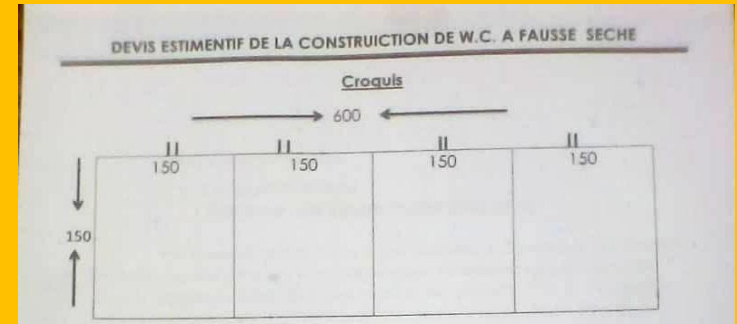 DEVIS ESTIMENTIF DE LA CONSTRUICTION DE W.C. A FAUSSE SECHE
Croquis
600
150 150 150 150
150